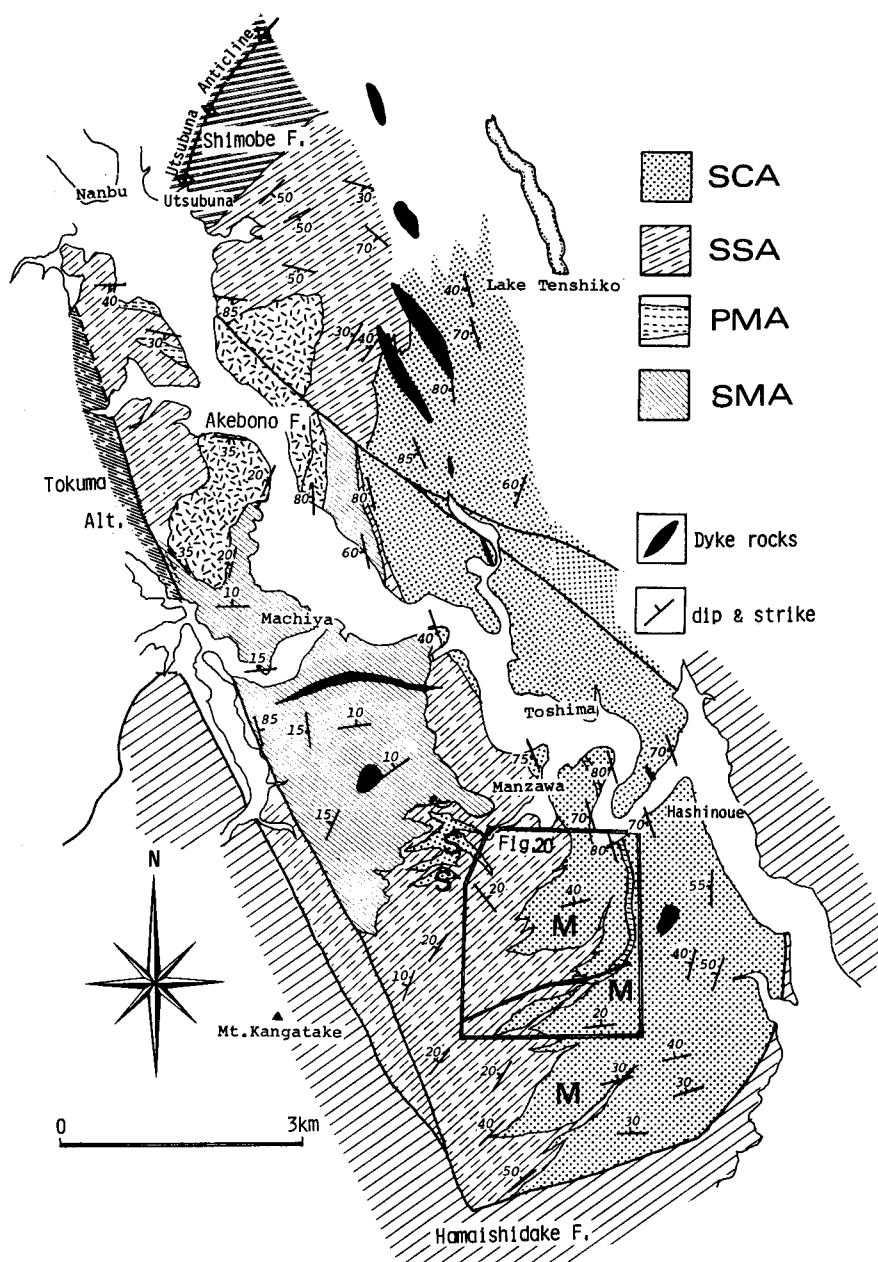 Utsubuna Anticline
Shimobe F.
Nanbu
Utsubuna
50
30
50
70
50
Lake Tenshiko
40
40
85
30
40
70
30
80
Akebono F.
35
20
85
80
80
60
Tokuma
Alt.
35
20
60
10
Machiya
40
15
85
15
10
Toshima
10
75
80
70
Manzawa
15
70
Hashinoue
70
80
S
S
Fig.20
20
40
55
M
20
40
50
10
M
20
Mt.Kangatake
20
20
40
30
30
M
40
30
50
Hamaishidake F.
N
0
3km
SCA
SSA
PMA
SMA
Dyke rocks
dip & strike